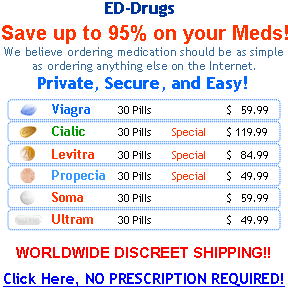 ED-Drugs
Save up to 95% on your Meds!
We believe ordering medication should be as simple
as ordering anything else on the Internet.
Private, Secure, and Easy!
Viagra 30 Pills $ 59.99
Cialic 30 Pills Special $ 119.99
Levitra 30 Pills Special $ 84.99
Propecia 30 Pills Special $ 49.99
Soma 30 Pills $ 59.99
Ultram 30 Pills $ 49.99
WORLDWIDE DISCREET SHIPPING!!
Click Here, NO PRESCRIPTION REQUIRED!